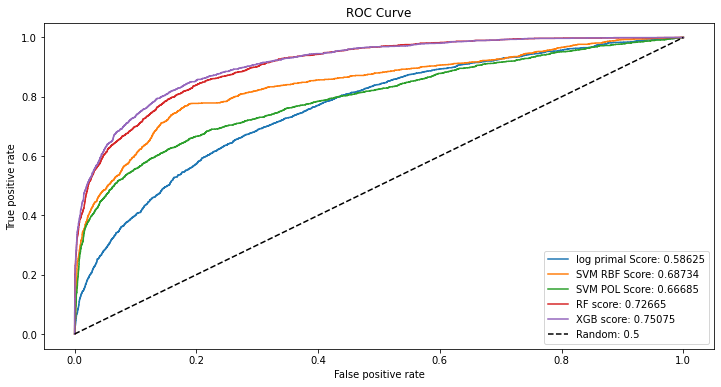 ROC Curve
1.0
0.8
0.6
0.4
0.2
0.0
True positive rate
0.0
0.2
0.4
0.6
0.8
1.0
False positive rate
log primal Score: 0.58625
SVM RBF Score: 0.68734
SVM POL Score: 0.66685
RF score: 0.72665
XGB score: 0.75075
Random: 0.5